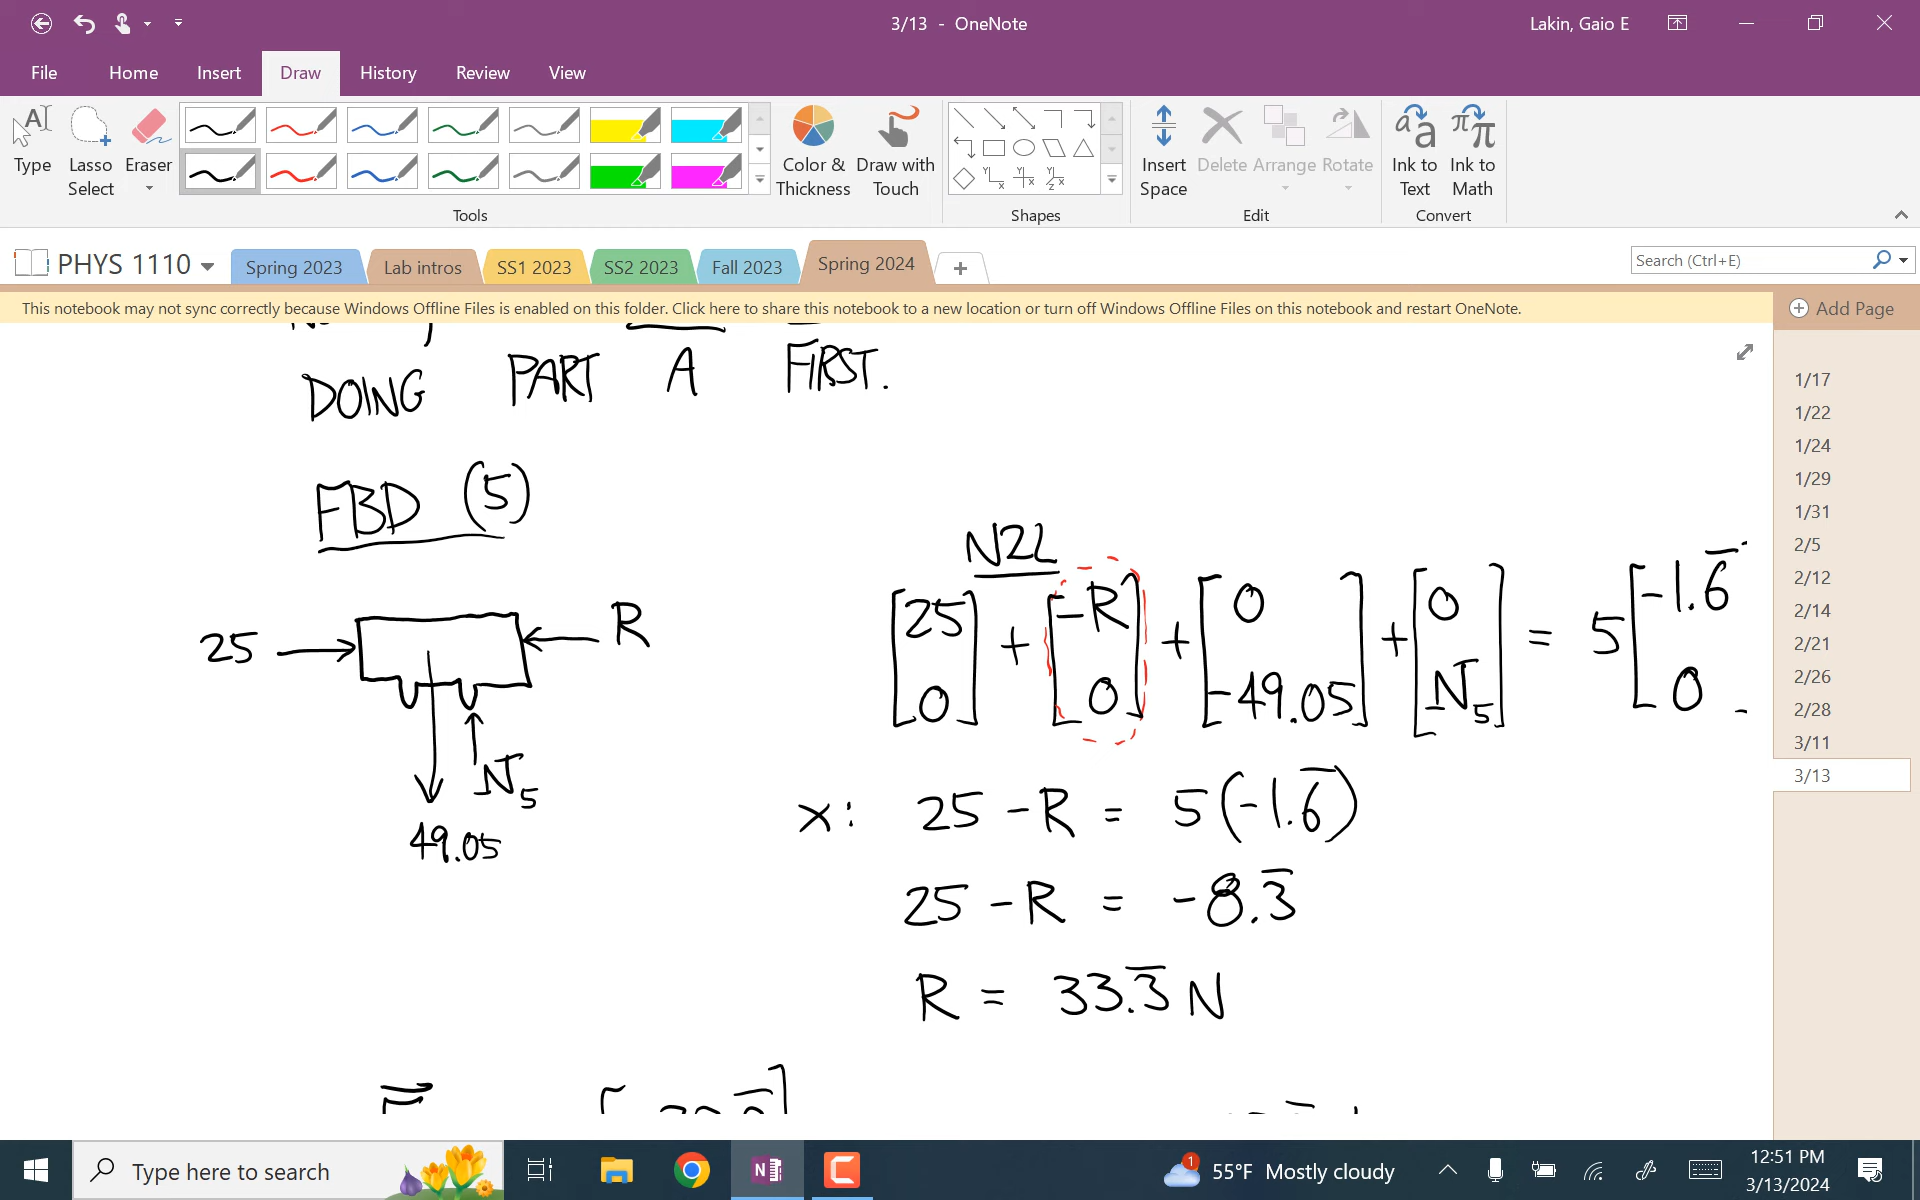 3/13 - OneNote
Lakin, Gaio E
File Home Insert Draw History Review View
Type
Lasso Select
Eraser
Color & Thickness
Draw with Touch
Insert Space
Delete
Arrange
Rotate
Ink to Text
Ink to Math
Tools
Shapes
Edit
Convert
PHYS 1110
Spring 2023
Lab intros
SS1 2023
SS2 2023
Fall 2023
Spring 2024
Search (Ctrl+E)
This notebook may not sync correctly because Windows Offline Files is enabled on this folder. Click here to share this notebook to a new location or turn off Windows Offline Files on this notebook and restart OneNote.
Add Page
1/17
1/22
1/24
1/29
1/31
2/5
2/12
2/14
2/21
2/26
2/28
3/11
3/13
DOING PART A FIRST.
FBD (5)
25
R
N₅
49.05
N2L
[25 0] + [-R 0] + [0 -49.05] + [0 N₅] = 5 [-1.6̅ 0
x: 25 - R = 5(-1.6̅)
25 - R = -8.3̅
R = 33.3̅ N
Type here to search
1
55°F Mostly cloudy
12:51 PM
3/13/2024